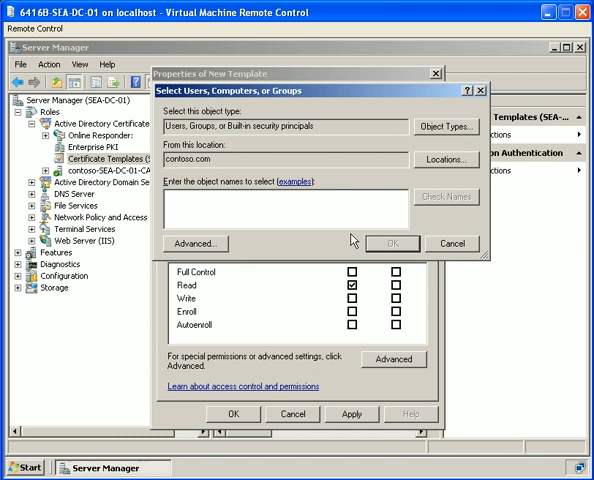 6416B-SEA-DC-01 on localhost - Virtual Machine Remote Control
Remote Control
Server Manager
File Action View Help
Server Manager (SEA-DC-01)
Roles
Active Directory Certificate
Online Responder:
Enterprise PKI
Certificate Templates (S
contoso-SEA-DC-01-CA
Active Directory Domain Se
DNS Server
File Services
Network Policy and Access
Terminal Services
Web Server (IIS)
Features
Diagnostics
Configuration
Storage
Properties of New Template
Select Users, Computers, or Groups
Select this object type:
Users, Groups, or Built-in security principals
Object Types...
From this location:
contoso.com
Locations...
Enter the object names to select (examples):
Check Names
Advanced...
OK
Cancel
Full Control
Read
Write
Enroll
Autoenroll
For special permissions or advanced settings, click
Advanced.
Advanced
Learn about access control and permissions
OK
Cancel
Apply
Help
Templates (SEA-...
ctions
on Authentication
ctions
Start
Server Manager